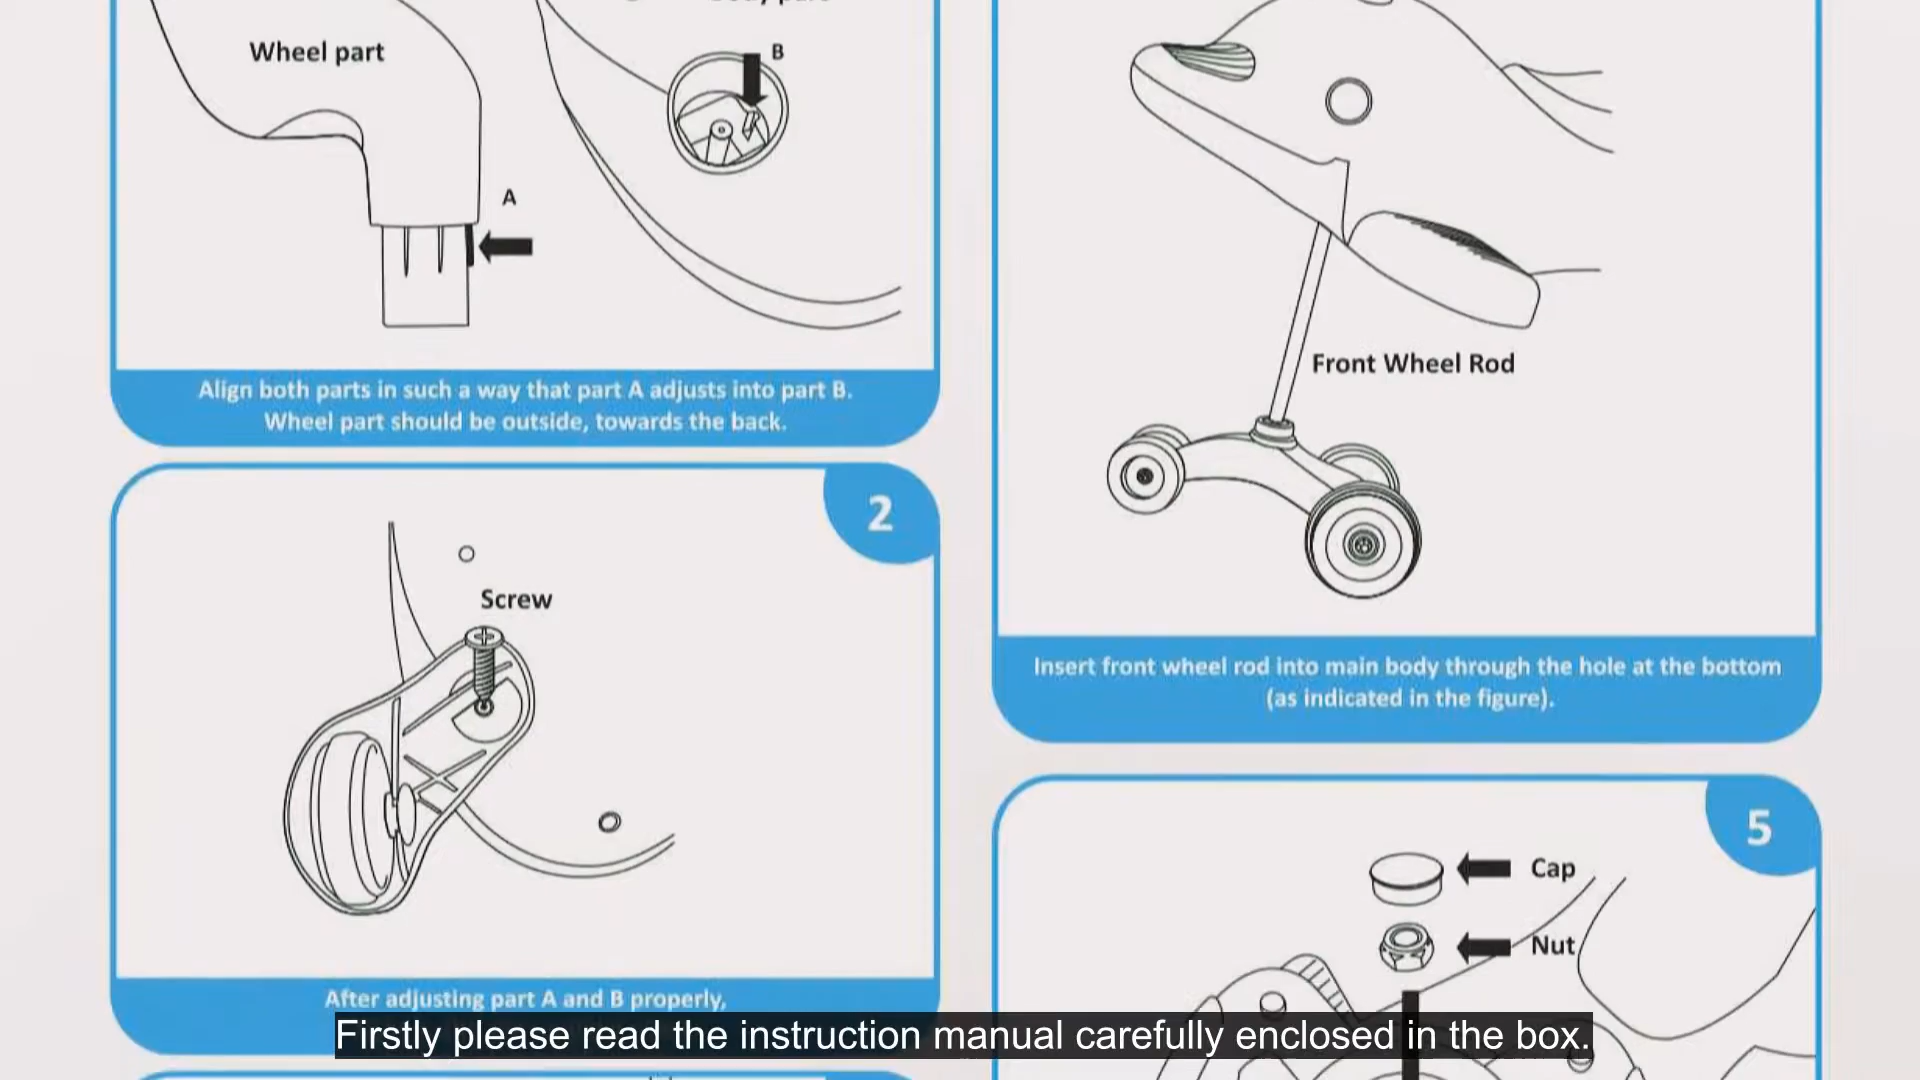 Wheel part
B
A
Align both parts in such a way that part A adjusts into part B.
Wheel part should be outside, towards the back.
2
Screw
After adjusting part A and B properly,
Front Wheel Rod
Insert front wheel rod into main body through the hole at the bottom
(as indicated in the figure).
5
Cap
Nut
Firstly please read the instruction manual carefully enclosed in the box.